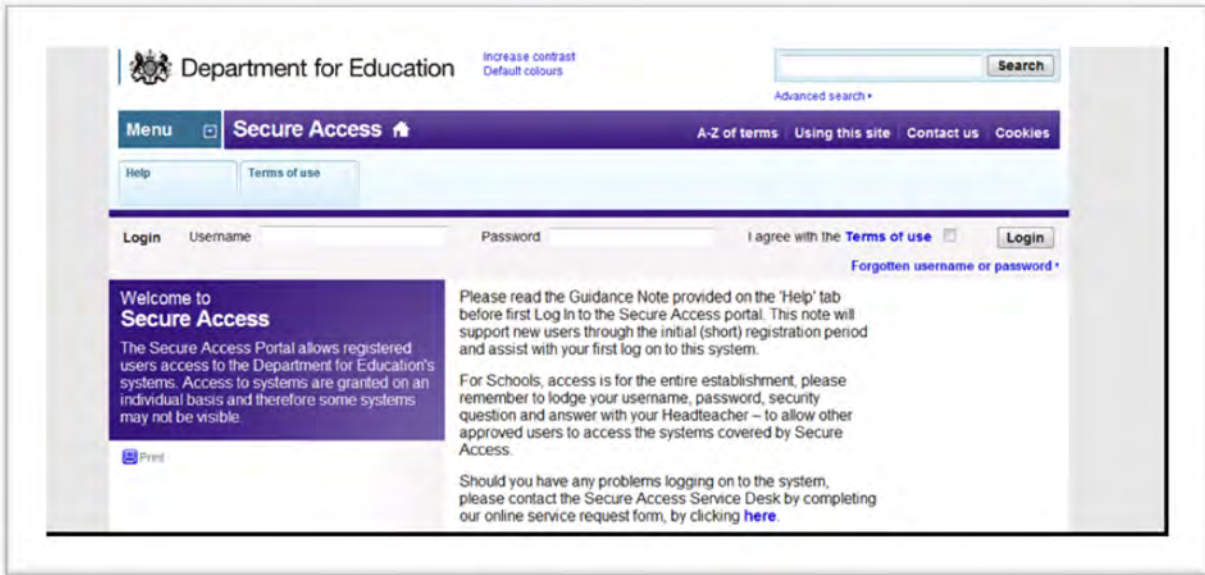 Department for Education
Increase contrast
Default colours
Search
Advanced search
Menu
Secure Access
A-Z of terms Using this site Contact us Cookies
Help
Terms of use
Login Username Password I agree with the Terms of use Login
Forgotten username or password
Welcome to
Secure Access
The Secure Access Portal allows registered
users access to the Department for Education's
systems. Access to systems are granted on an
individual basis and therefore some systems
may not be visible.
Print
Please read the Guidance Note provided on the 'Help' tab
before first Log In to the Secure Access portal. This note will
support new users through the initial (short) registration period
and assist with your first log on to this system.
For Schools, access is for the entire establishment, please
remember to lodge your username, password, security
question and answer with your Headteacher – to allow other
approved users to access the systems covered by Secure
Access.
Should you have any problems logging on to the system,
please contact the Secure Access Service Desk by completing
our online service request form, by clicking here.